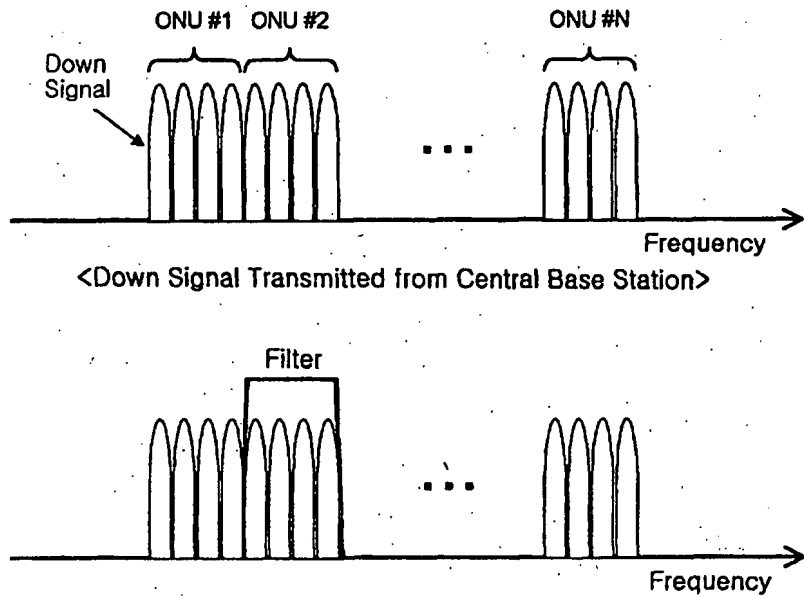 ONU #1 ONU #2 ONU #N
Down
Signal
Frequency
<Down Signal Transmitted from Central Base Station>
Filter
Frequency